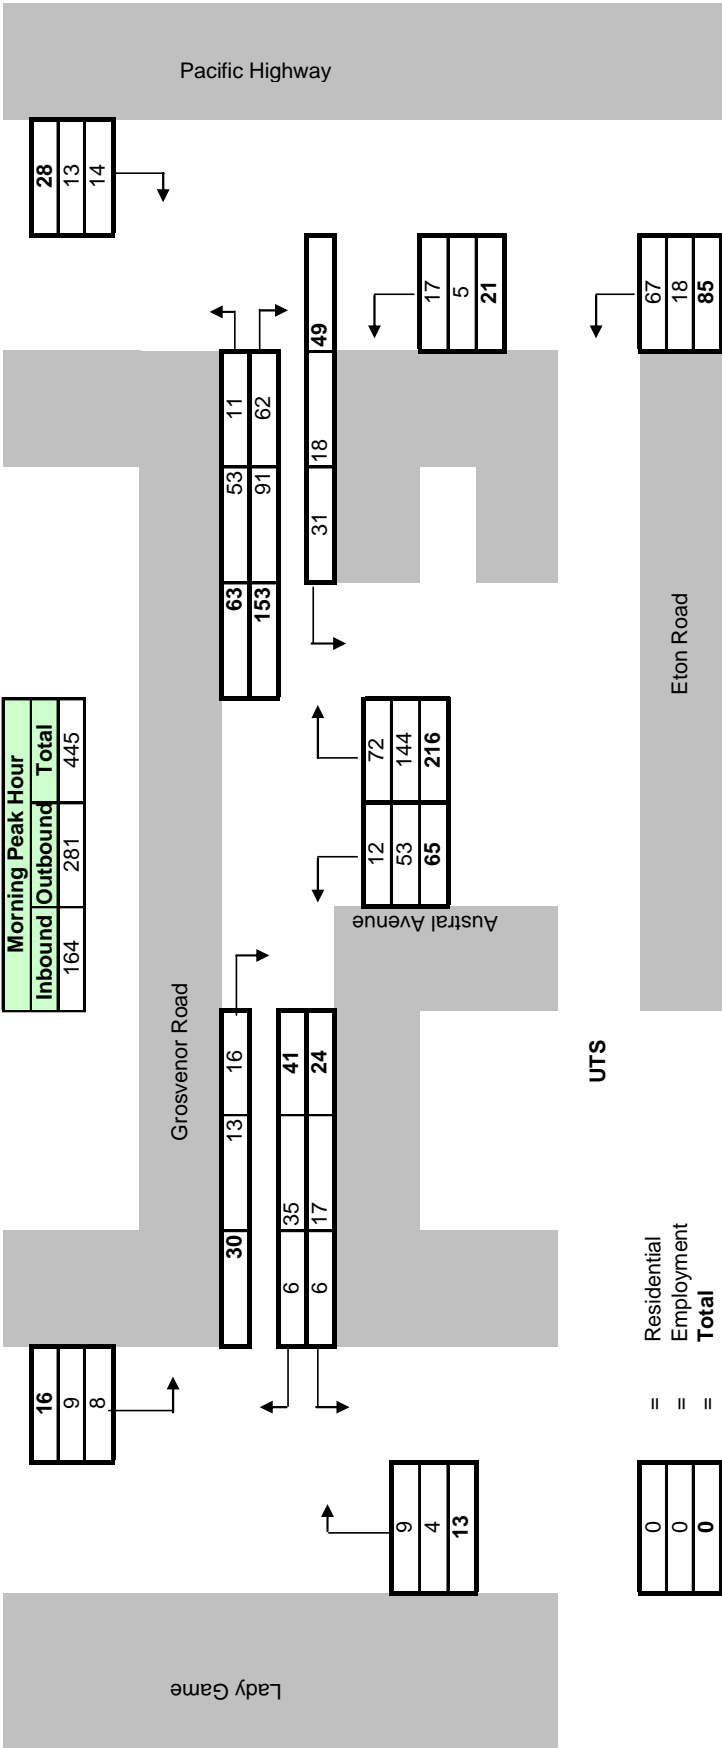 Morning Peak Hour
Inbound Outbound Total
164 281 445
16
9
8
28
13
14
Pacific Highway
Grosvenor Road
63 53 11
153 91 62
30 13 16
6 35 41
6 17 24
31 18 49
Lady Game
9
4
13
12
53
65
72
144
216
Austral Avenue
17
5
21
UTS
Eton Road
67
18
85
0 = Residential
0 = Employment
0 = Total